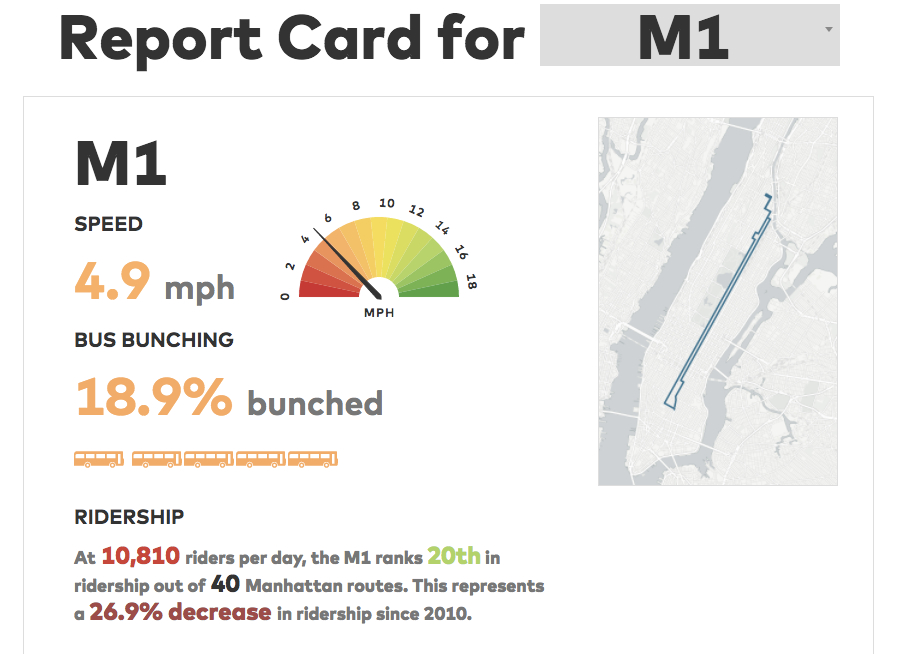 Report Card for M1
M1
SPEED
4.9 mph
0 2 4 6 8 10 12 14 16 18
MPH
BUS BUNCHING
18.9% bunched
RIDERSHIP
At 10,810 riders per day, the M1 ranks 20th in
ridership out of 40 Manhattan routes. This represents
a 26.9% decrease in ridership since 2010.